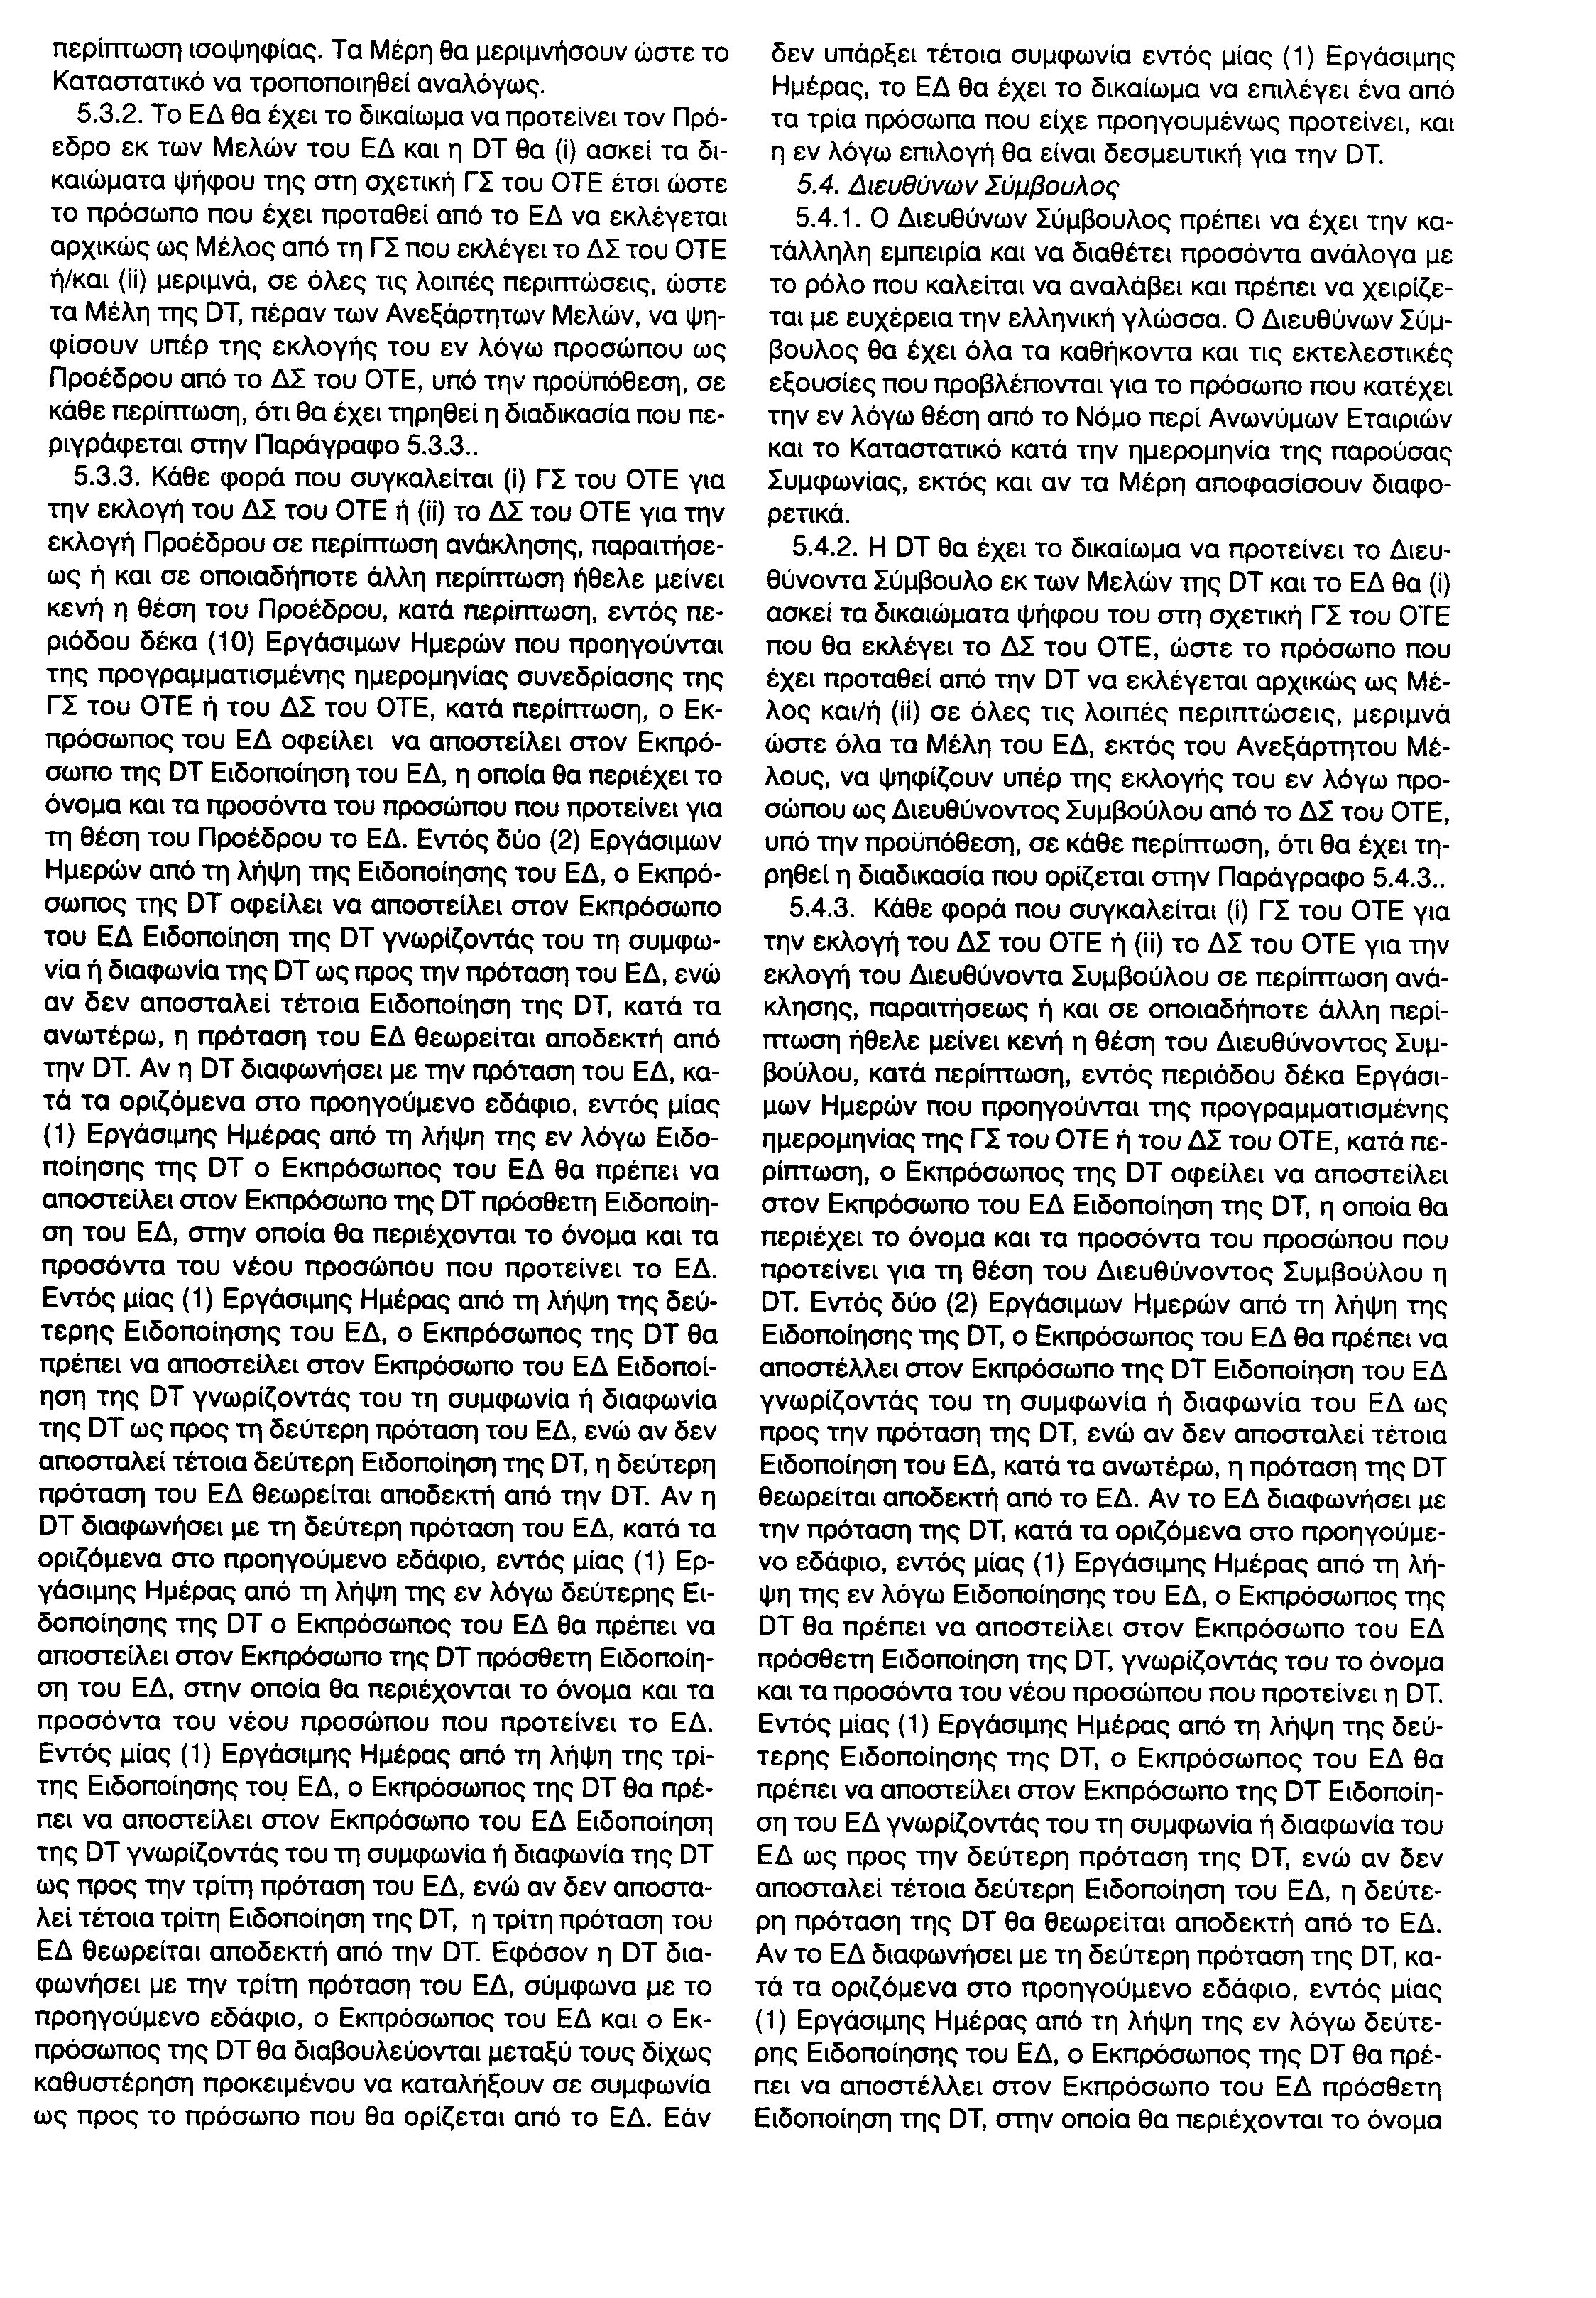 περίπτωση ισοψηφίας. Τα Μέρη θα μεριμνήσουν ώστε το
Καταστατικό να τροποποιηθεί αναλόγως.
5.3.2. Το ΕΔ θα έχει το δικαίωμα να προτείνει τον Πρό-
εδρο εκ των Μελών του ΕΔ και η DT θα (i) ασκεί τα δι-
καιώματα ψήφου της στη σχετική ΓΣ του ΟΤΕ έτσι ώστε
το πρόσωπο που έχει προταθεί από το ΕΔ να εκλέγεται
αρχικώς ως Μέλος από τη ΓΣ που εκλέγει το ΔΣ του ΟΤΕ
ή/και (ii) μεριμνά, σε όλες τις λοιπές περιπτώσεις, ώστε
τα Μέλη της DT, πέραν των Ανεξάρτητων Μελών, να ψη-
φίσουν υπέρ της εκλογής του εν λόγω προσώπου ως
Προέδρου από το ΔΣ του ΟΤΕ, υπό την προϋπόθεση, σε
κάθε περίπτωση, ότι θα έχει τηρηθεί η διαδικασία που πε-
ριγράφεται στην Παράγραφο 5.3.3..
5.3.3. Κάθε φορά που συγκαλείται (i) ΓΣ του ΟΤΕ για
την εκλογή του ΔΣ του ΟΤΕ ή (ii) το ΔΣ του ΟΤΕ για την
εκλογή Προέδρου σε περίπτωση ανάκλησης, παραιτήσε-
ως ή και σε οποιαδήποτε άλλη περίπτωση ήθελε μείνει
κενή η θέση του Προέδρου, κατά περίπτωση, εντός πε-
ριόδου δέκα (10) Εργάσιμων Ημερών που προηγούνται
της προγραμματισμένης ημερομηνίας συνεδρίασης της
ΓΣ του ΟΤΕ ή του ΔΣ του ΟΤΕ, κατά περίπτωση, ο Εκ-
πρόσωπος του ΕΔ οφείλει να αποστείλει στον Εκπρό-
σωπο της DT Ειδοποίηση του ΕΔ, η οποία θα περιέχει το
όνομα και τα προσόντα του προσώπου που προτείνει για
τη θέση του Προέδρου το ΕΔ. Εντός δύο (2) Εργάσιμων
Ημερών από τη λήψη της Ειδοποίησης του ΕΔ, ο Εκπρό-
σωπος της DT οφείλει να αποστείλει στον Εκπρόσωπο
του ΕΔ Ειδοποίηση της DT γνωρίζοντάς του τη συμφω-
νία ή διαφωνία της DT ως προς την πρόταση του ΕΔ, ενώ
αν δεν αποσταλεί τέτοια Ειδοποίηση της DT, κατά τα
ανωτέρω, η πρόταση του ΕΔ θεωρείται αποδεκτή από
την DT. Αν η DT διαφωνήσει με την πρόταση του ΕΔ, κα-
τά τα οριζόμενα στο προηγούμενο εδάφιο, εντός μίας
(1) Εργάσιμης Ημέρας από τη λήψη της εν λόγω Ειδο-
ποίησης της DT ο Εκπρόσωπος του ΕΔ θα πρέπει να
αποστείλει στον Εκπρόσωπο της DT πρόσθετη Ειδοποίη-
ση του ΕΔ, στην οποία θα περιέχονται το όνομα και τα
προσόντα του νέου προσώπου που προτείνει το ΕΔ.
Εντός μίας (1) Εργάσιμης Ημέρας από τη λήψη της δεύ-
τερης Ειδοποίησης του ΕΔ, ο Εκπρόσωπος της DT θα
πρέπει να αποστείλει στον Εκπρόσωπο του ΕΔ Ειδοποί-
ηση της DT γνωρίζοντάς του τη συμφωνία ή διαφωνία
της DT ως προς τη δεύτερη πρόταση του ΕΔ, ενώ αν δεν
αποσταλεί τέτοια δεύτερη Ειδοποίηση της DT, η δεύτερη
πρόταση του ΕΔ θεωρείται αποδεκτή από την DT. Αν η
DT διαφωνήσει με τη δεύτερη πρόταση του ΕΔ, κατά τα
οριζόμενα στο προηγούμενο εδάφιο, εντός μίας (1) Ερ-
γάσιμης Ημέρας από τη λήψη της εν λόγω δεύτερης Ει-
δοποίησης της DT ο Εκπρόσωπος του ΕΔ θα πρέπει να
αποστείλει στον Εκπρόσωπο της DT πρόσθετη Ειδοποίη-
ση του ΕΔ, στην οποία θα περιέχονται το όνομα και τα
προσόντα του νέου προσώπου που προτείνει το ΕΔ.
Εντός μίας (1) Εργάσιμης Ημέρας από τη λήψη της τρί-
της Ειδοποίησης του ΕΔ, ο Εκπρόσωπος της DT θα πρέ-
πει να αποστείλει στον Εκπρόσωπο του ΕΔ Ειδοποίηση
της DT γνωρίζοντάς του τη συμφωνία ή διαφωνία της DT
ως προς την τρίτη πρόταση του ΕΔ, ενώ αν δεν αποστα-
λεί τέτοια τρίτη Ειδοποίηση της DT, η τρίτη πρόταση του
ΕΔ θεωρείται αποδεκτή από την DT. Εφόσον η DT δια-
φωνήσει με την τρίτη πρόταση του ΕΔ, σύμφωνα με το
προηγούμενο εδάφιο, ο Εκπρόσωπος του ΕΔ και ο Εκ-
πρόσωπος της DT θα διαβουλεύονται μεταξύ τους δίχως
καθυστέρηση προκειμένου να καταλήξουν σε συμφωνία
ως προς το πρόσωπο που θα ορίζεται από το ΕΔ. Εάν
δεν υπάρξει τέτοια συμφωνία εντός μίας (1) Εργάσιμης
Ημέρας, το ΕΔ θα έχει το δικαίωμα να επιλέγει ένα από
τα τρία πρόσωπα που είχε προηγουμένως προτείνει, και
η εν λόγω επιλογή θα είναι δεσμευτική για την DT.
5.4. Διευθύνων Σύμβουλος
5.4.1. Ο Διευθύνων Σύμβουλος πρέπει να έχει την κα-
τάλληλη εμπειρία και να διαθέτει προσόντα ανάλογα με
το ρόλο που καλείται να αναλάβει και πρέπει να χειρίζε-
ται με ευχέρεια την ελληνική γλώσσα. Ο Διευθύνων Σύμ-
βουλος θα έχει όλα τα καθήκοντα και τις εκτελεστικές
εξουσίες που προβλέπονται για το πρόσωπο που κατέχει
την εν λόγω θέση από το Νόμο περί Ανωνύμων Εταιριών
και το Καταστατικό κατά την ημερομηνία της παρούσας
Συμφωνίας, εκτός και αν τα Μέρη αποφασίσουν διαφο-
ρετικά.
5.4.2. Η DT θα έχει το δικαίωμα να προτείνει το Διευ-
θύνοντα Σύμβουλο εκ των Μελών της DT και το ΕΔ θα (i)
ασκεί τα δικαιώματα ψήφου του στη σχετική ΓΣ του ΟΤΕ
που θα εκλέγει το ΔΣ του ΟΤΕ, ώστε το πρόσωπο που
έχει προταθεί από την DT να εκλέγεται αρχικώς ως Μέ-
λος και/ή (ii) σε όλες τις λοιπές περιπτώσεις, μεριμνά
ώστε όλα τα Μέλη του ΕΔ, εκτός του Ανεξάρτητου Μέ-
λους, να ψηφίζουν υπέρ της εκλογής του εν λόγω προ-
σώπου ως Διευθύνοντος Συμβούλου από το ΔΣ του ΟΤΕ,
υπό την προϋπόθεση, σε κάθε περίπτωση, ότι θα έχει τη-
ρηθεί η διαδικασία που ορίζεται στην Παράγραφο 5.4.3..
5.4.3. Κάθε φορά που συγκαλείται (i) ΓΣ του ΟΤΕ για
την εκλογή του ΔΣ του ΟΤΕ ή (ii) το ΔΣ του ΟΤΕ για την
εκλογή του Διευθύνοντα Συμβούλου σε περίπτωση ανά-
κλησης, παραιτήσεως ή και σε οποιαδήποτε άλλη περί-
πτωση ήθελε μείνει κενή η θέση του Διευθύνοντος Συμ-
βούλου, κατά περίπτωση, εντός περιόδου δέκα Εργάσι-
μων Ημερών που προηγούνται της προγραμματισμένης
ημερομηνίας της ΓΣ του ΟΤΕ ή του ΔΣ του ΟΤΕ, κατά πε-
ρίπτωση, ο Εκπρόσωπος της DT οφείλει να αποστείλει
στον Εκπρόσωπο του ΕΔ Ειδοποίηση της DT, η οποία θα
περιέχει το όνομα και τα προσόντα του προσώπου που
προτείνει για τη θέση του Διευθύνοντος Συμβούλου η
DT. Εντός δύο (2) Εργάσιμων Ημερών από τη λήψη της
Ειδοποίησης της DT, ο Εκπρόσωπος του ΕΔ θα πρέπει να
αποστέλλει στον Εκπρόσωπο της DT Ειδοποίηση του ΕΔ
γνωρίζοντάς του τη συμφωνία ή διαφωνία του ΕΔ ως
προς την πρόταση της DT, ενώ αν δεν αποσταλεί τέτοια
Ειδοποίηση του ΕΔ, κατά τα ανωτέρω, η πρόταση της DT
θεωρείται αποδεκτή από το ΕΔ. Αν το ΕΔ διαφωνήσει με
την πρόταση της DT, κατά τα οριζόμενα στο προηγούμε-
νο εδάφιο, εντός μίας (1) Εργάσιμης Ημέρας από τη λή-
ψη της εν λόγω Ειδοποίησης του ΕΔ, ο Εκπρόσωπος της
DT θα πρέπει να αποστείλει στον Εκπρόσωπο του ΕΔ
πρόσθετη Ειδοποίηση της DT, γνωρίζοντάς του το όνομα
και τα προσόντα του νέου προσώπου που προτείνει η DT.
Εντός μίας (1) Εργάσιμης Ημέρας από τη λήψη της δεύ-
τερης Ειδοποίησης της DT, ο Εκπρόσωπος του ΕΔ θα
πρέπει να αποστείλει στον Εκπρόσωπο της DT Ειδοποίη-
ση του ΕΔ γνωρίζοντάς του τη συμφωνία ή διαφωνία του
ΕΔ ως προς την δεύτερη πρόταση της DT, ενώ αν δεν
αποσταλεί τέτοια δεύτερη Ειδοποίηση του ΕΔ, η δεύτε-
ρη πρόταση της DT θα θεωρείται αποδεκτή από το ΕΔ.
Αν το ΕΔ διαφωνήσει με τη δεύτερη πρόταση της DT, κα-
τά τα οριζόμενα στο προηγούμενο εδάφιο, εντός μίας
(1) Εργάσιμης Ημέρας από τη λήψη της εν λόγω δεύτε-
ρης Ειδοποίησης του ΕΔ, ο Εκπρόσωπος της DT θα πρέ-
πει να αποστέλλει στον Εκπρόσωπο του ΕΔ πρόσθετη
Ειδοποίηση της DT, στην οποία θα περιέχονται το όνομα